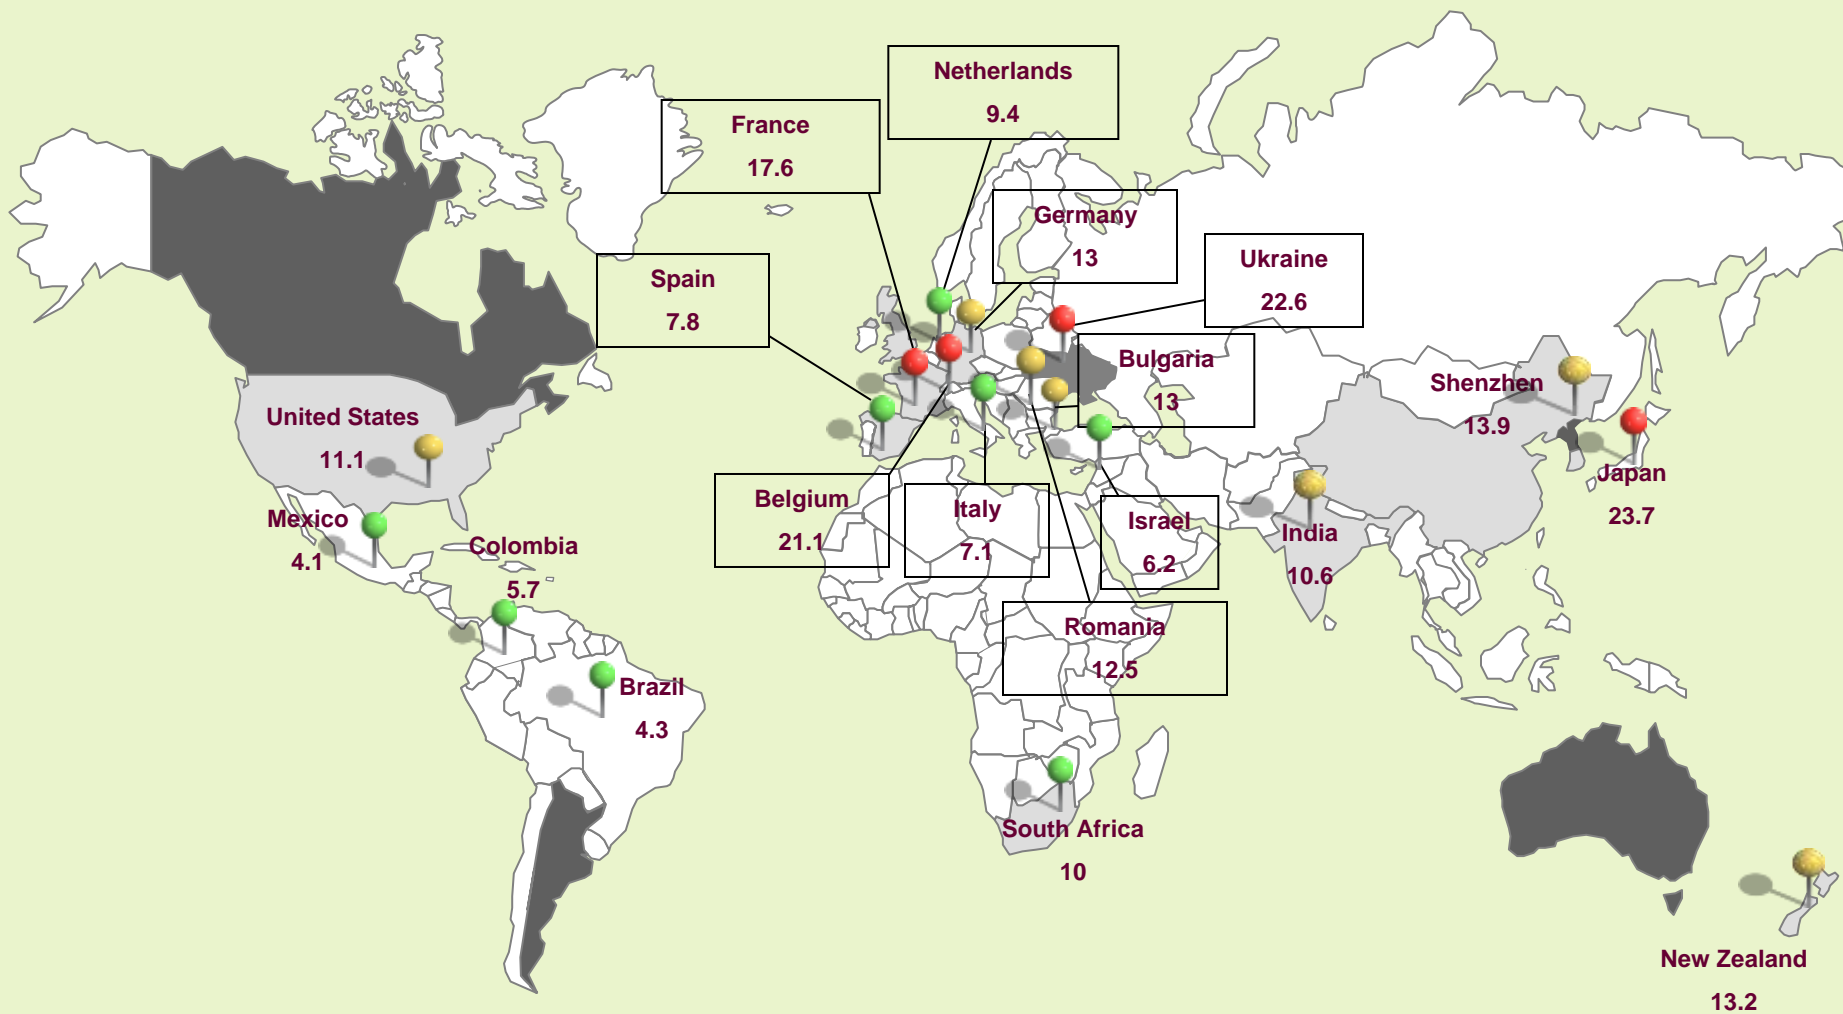 Netherlands
9.4
France
17.6
Germany
13
Ukraine
22.6
Spain
7.8
Bulgaria
13
Shenzhen
13.9
United States
11.1
Japan
23.7
Belgium
21.1
Italy
7.1
Israel
6.2
India
10.6
Mexico
4.1
Colombia
5.7
Romania
12.5
Brazil
4.3
South Africa
10
New Zealand
13.2